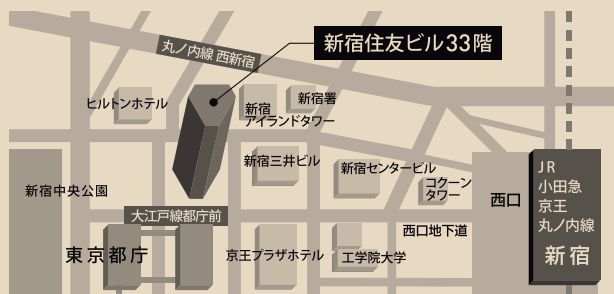 丸ノ内線 西新宿
新宿住友ビル33階
ヒルトンホテル
新宿
アイランドタワー
新宿署
新宿三井ビル
新宿センタービル
コクーン
タワー
新宿中央公園
大江戸線都庁前
東京都庁
京王プラザホテル
工学院大学
西口地下道
西口
JR
小田急
京王
丸ノ内線
新宿